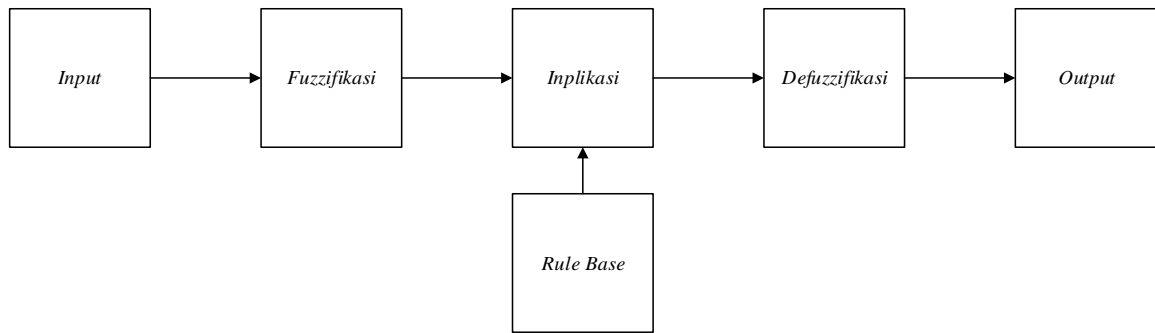 Input
Fuzzifikasi
Inplikasi
Defuzzifikasi
Output
Rule Base